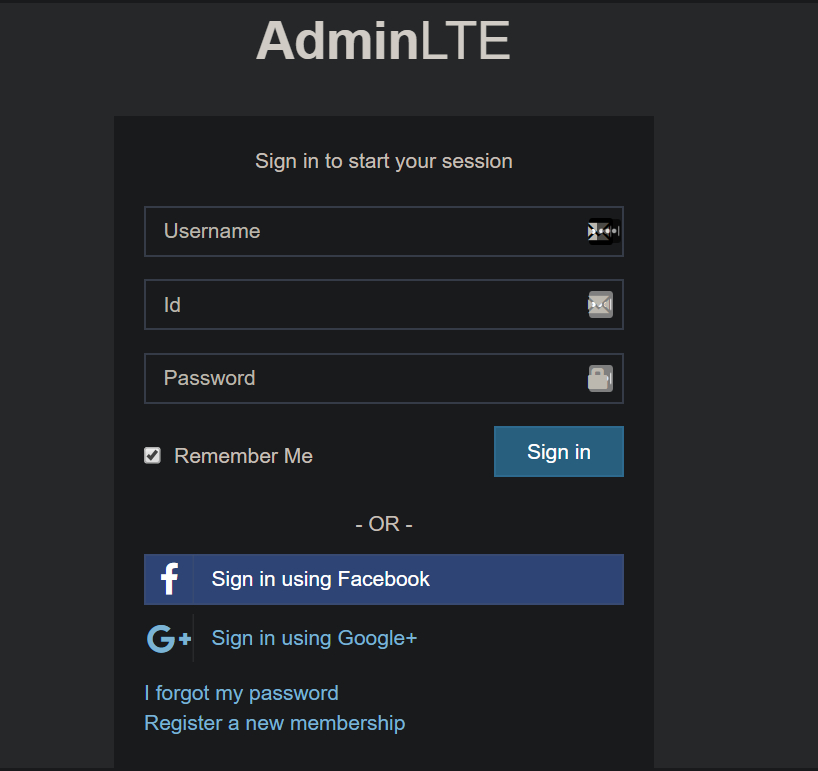 AdminLTE
Sign in to start your session
Username
Id
Password
Remember Me
Sign in
- OR -
Sign in using Facebook
G+ Sign in using Google+
I forgot my password
Register a new membership